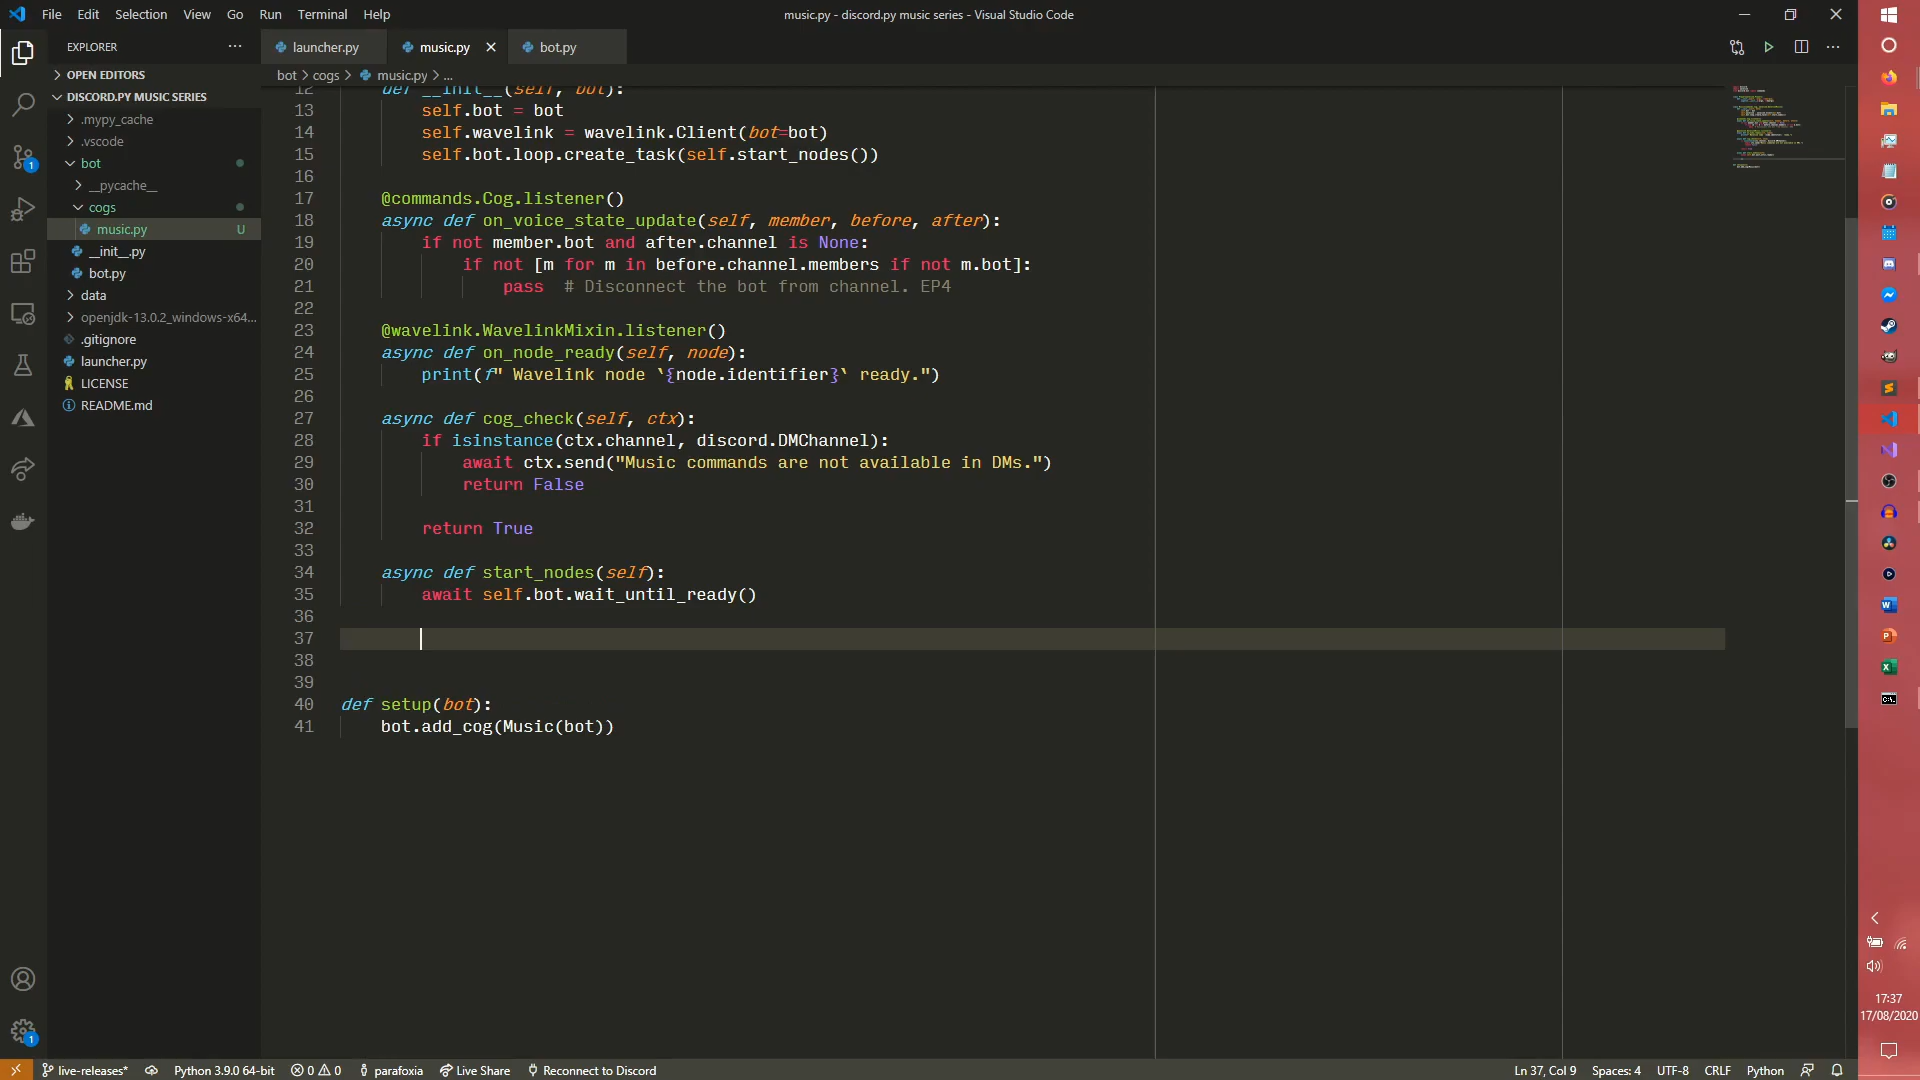 File Edit Selection View Go Run Terminal Help
music.py - discord.py music series - Visual Studio Code
EXPLORER
OPEN EDITORS
DISCORD.PY MUSIC SERIES
.mypy_cache
.vscode
bot
__pycache__
cogs
music.py U
__init__.py
bot.py
data
openjdk-13.0.2_windows-x64...
.gitignore
launcher.py
LICENSE
README.md
launcher.py music.py bot.py
bot > cogs > music.py > ...
12 def __init__(self, bot):
13 self.bot = bot
14 self.wavelink = wavelink.Client(bot=bot)
15 self.bot.loop.create_task(self.start_nodes())
16
17 @commands.Cog.listener()
18 async def on_voice_state_update(self, member, before, after):
19 if not member.bot and after.channel is None:
20 if not [m for m in before.channel.members if not m.bot]:
21 pass # Disconnect the bot from channel. EP4
22
23 @wavelink.WavelinkMixin.listener()
24 async def on_node_ready(self, node):
25 print(f" Wavelink node `{node.identifier}` ready.")
26
27 async def cog_check(self, ctx):
28 if isinstance(ctx.channel, discord.DMChannel):
29 await ctx.send("Music commands are not available in DMs.")
30 return False
31
32 return True
33
34 async def start_nodes(self):
35 await self.bot.wait_until_ready()
36
37
38
39
40 def setup(bot):
41 bot.add_cog(Music(bot))
17:37
17/08/2020
live-releases* Python 3.9.0 64-bit 0 0 parafoxia Live Share Reconnect to Discord
Ln 37, Col 9 Spaces: 4 UTF-8 CRLF Python